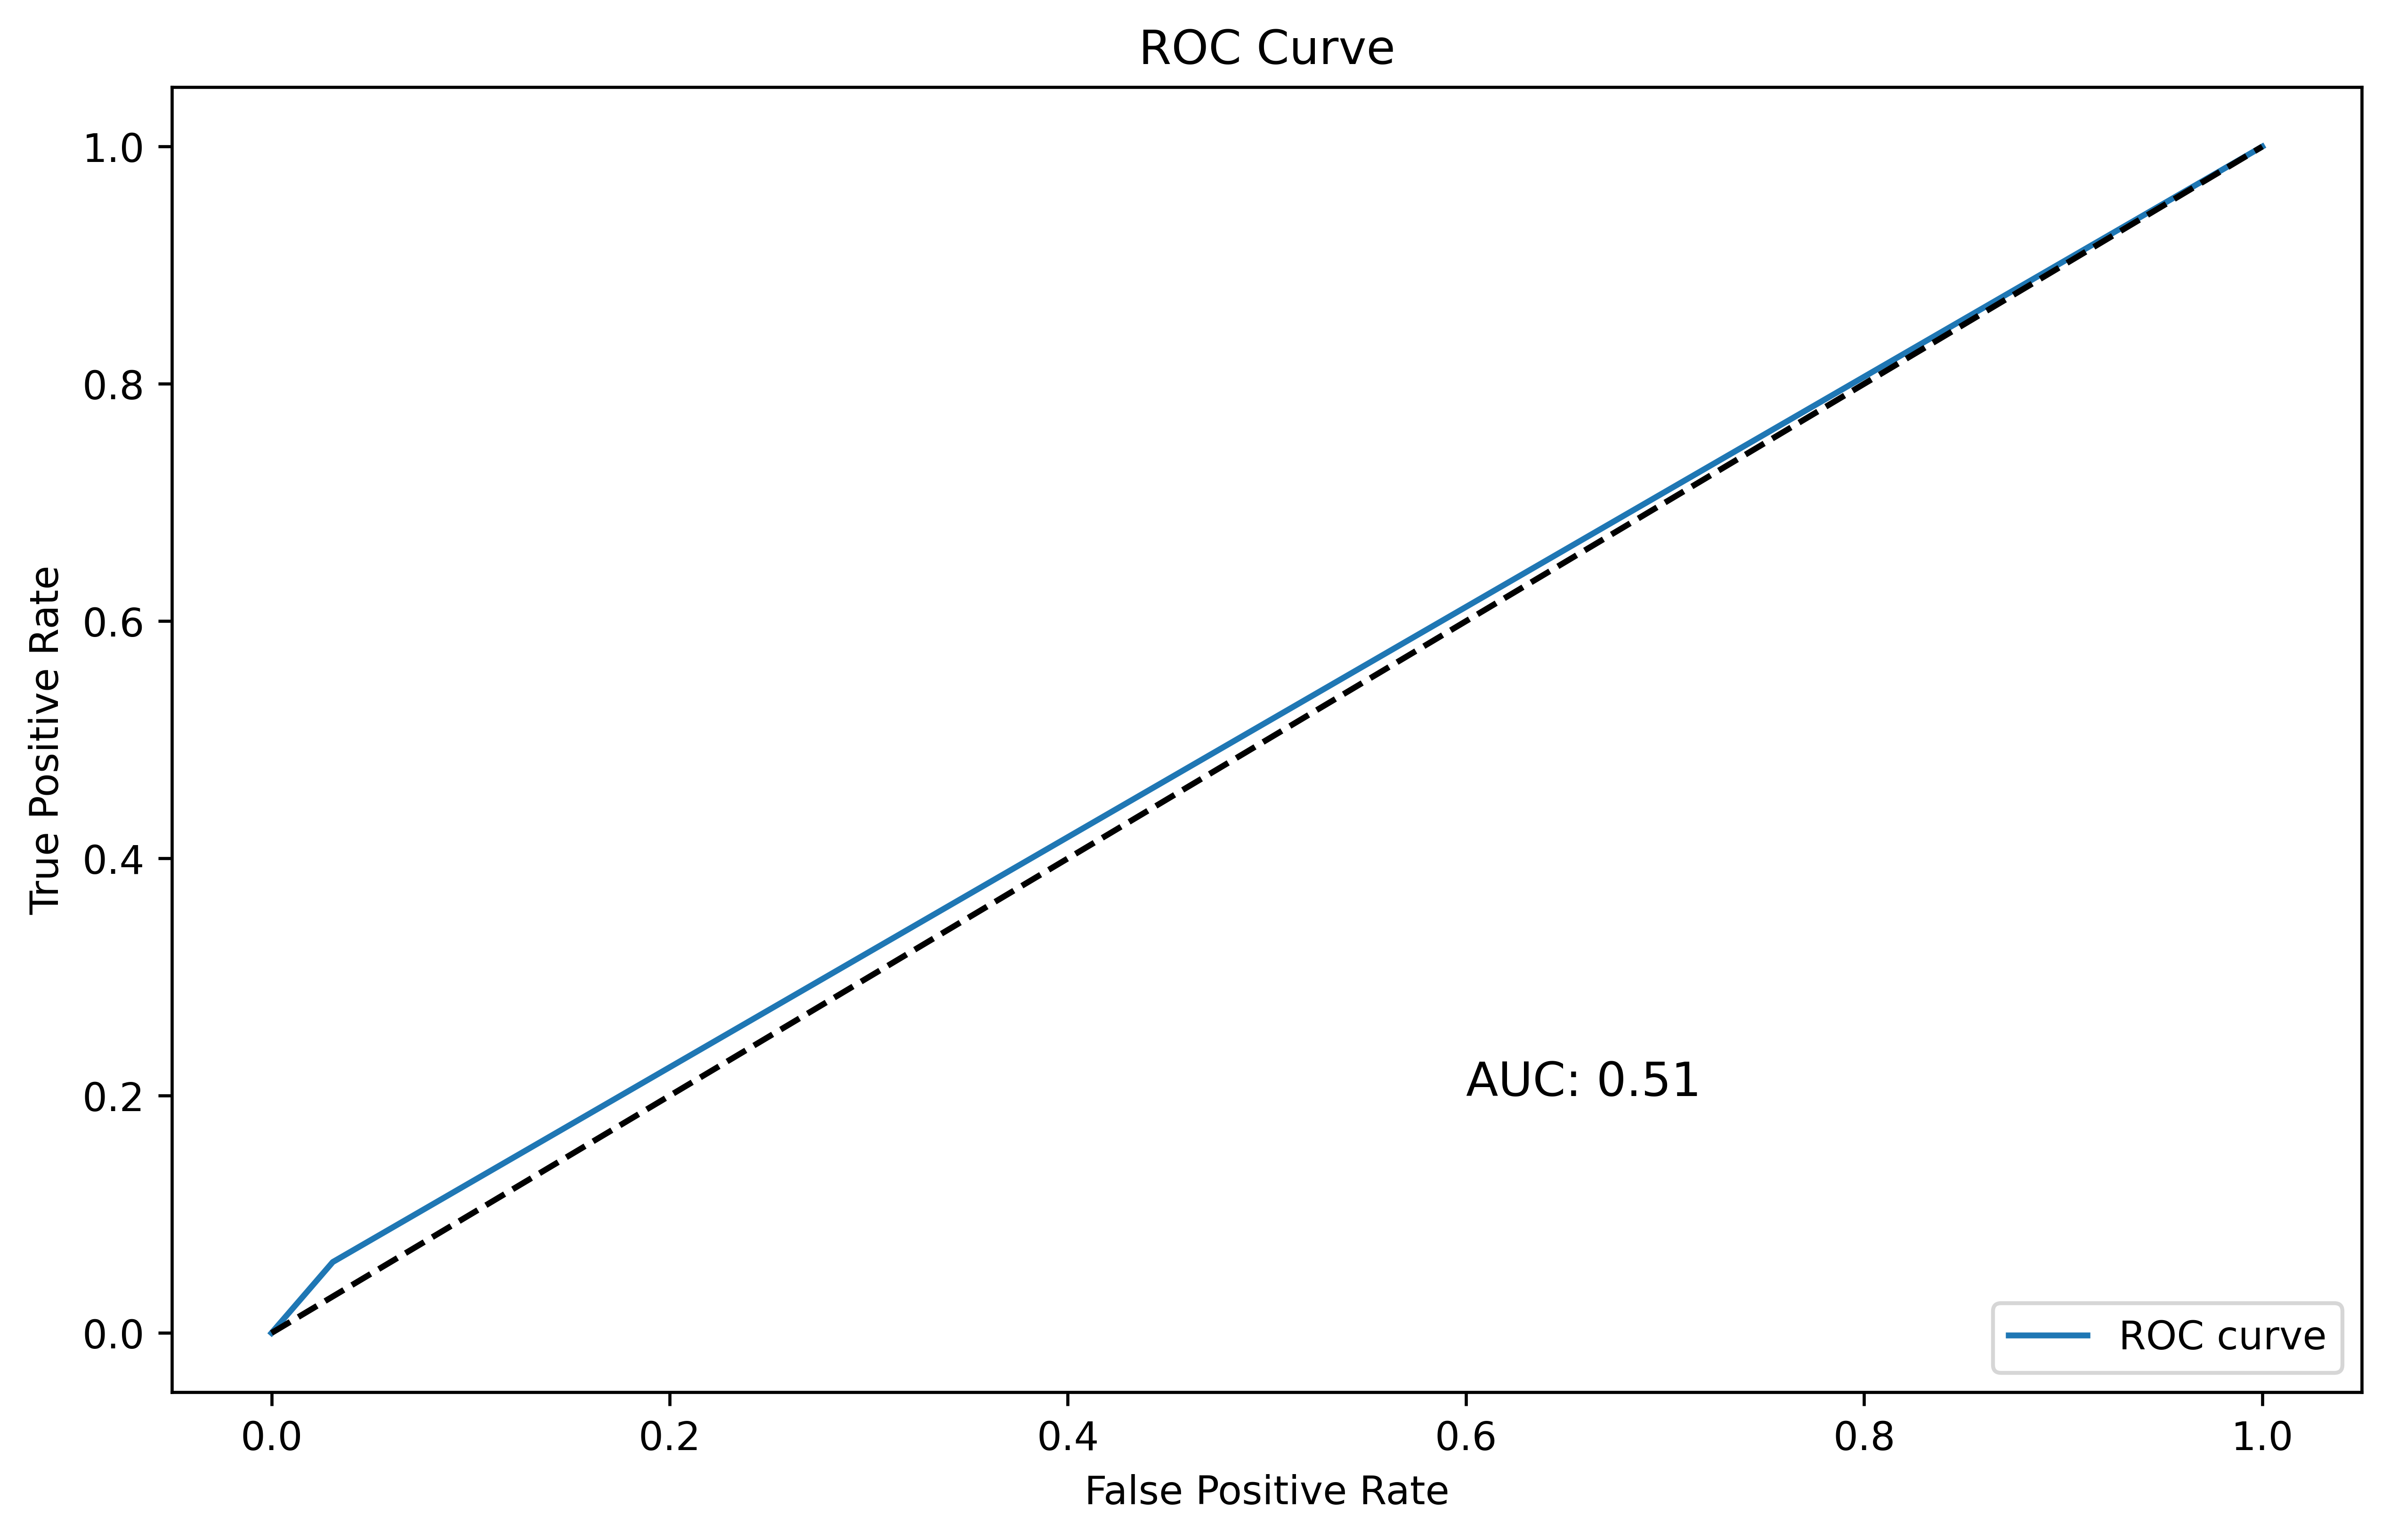 ROC Curve
1.0
0.8
0.6
0.4
0.2
0.0
True Positive Rate
AUC: 0.51
ROC curve
0.0 0.2 0.4 0.6 0.8 1.0
False Positive Rate